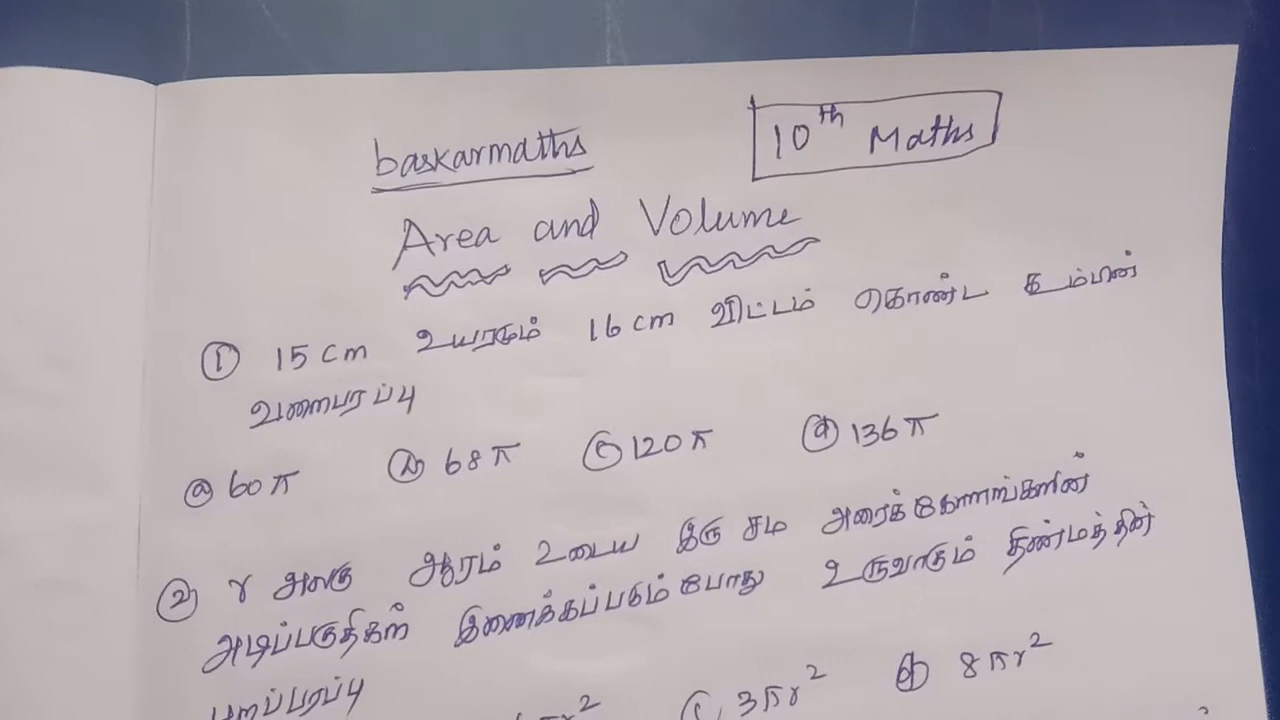 baskarmaths
10th Maths
Area and Volume
① 15 cm உயரமும் 16 cm விட்டம் கொண்ட கூம்பின்
வளைபரப்பு
ⓐ 60π ⓑ 68π ⓒ 120π ⓓ 136π
② r அலகு ஆரம் உடைய இரு சம அரைக் கோளங்களின்
அடிப்பகுதிகள் இணைக்கப்படும் போது உருவாகும் திண்மத்தின்
புறப்பரப்பு
ⓒ 3πr² ⓓ 8πr²